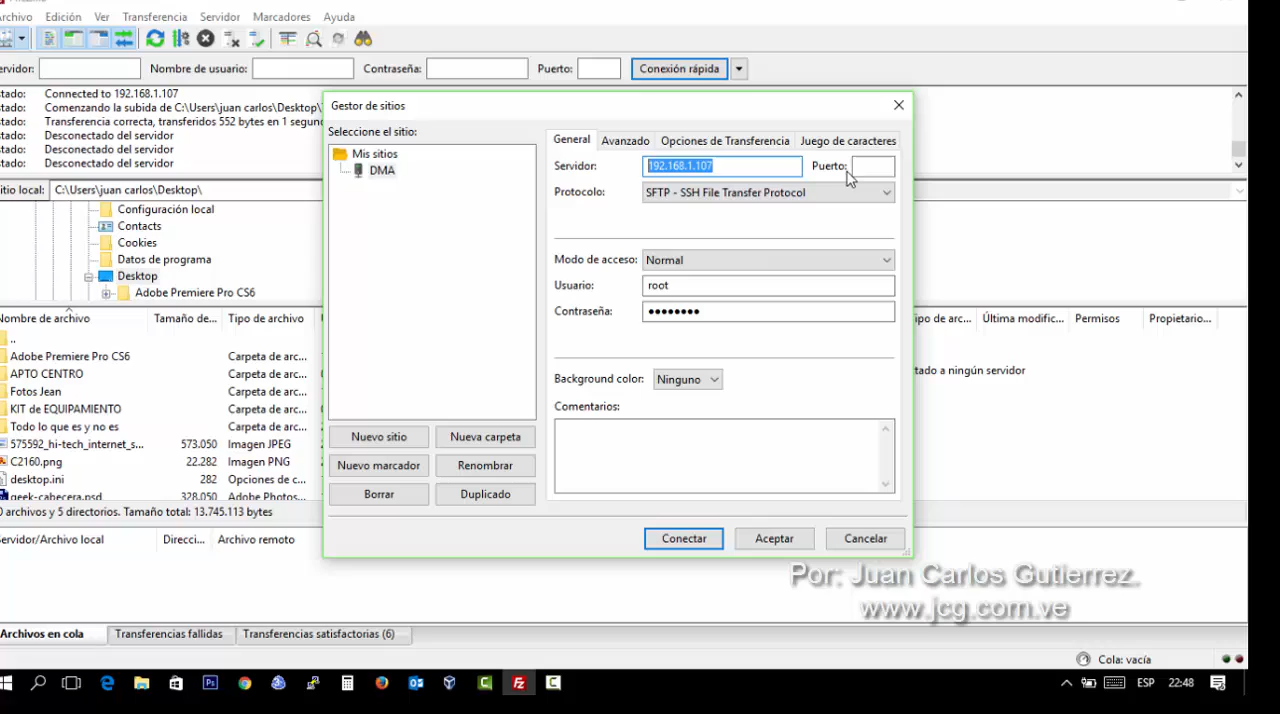 Archivo Edición Ver Transferencia Servidor Marcadores Ayuda
ervidor: Nombre de usuario: Contraseña: Puerto: Conexión rápida
stado: Connected to 192.168.1.107
stado: Comenzando la subida de C:\Users\juan carlos\Desktop\
stado: Transferencia correcta, transferidos 552 bytes en 1 segun
stado: Desconectado del servidor
stado: Desconectado del servidor
stado: Desconectado del servidor
itio local: C:\Users\juan carlos\Desktop\
Configuración local
Contacts
Cookies
Datos de programa
Desktop
Adobe Premiere Pro CS6
Nombre de archivo Tamaño de... Tipo de archivo
..
Adobe Premiere Pro CS6 Carpeta de arc...
APTO CENTRO Carpeta de arc...
Fotos Jean Carpeta de arc...
KIT de EQUIPAMIENTO Carpeta de arc...
Todo lo que es y no es Carpeta de arc...
575592_hi-tech_internet_s... 573.050 Imagen JPEG
C2160.png 22.282 Imagen PNG
desktop.ini 282 Opciones de c...
geek-cabecera.psd 328.050 Adobe Photos...
0 archivos y 5 directorios. Tamaño total: 13.745.113 bytes
Servidor/Archivo local Direcci... Archivo remoto
Gestor de sitios
Seleccione el sitio:
Mis sitios
DMA
Nuevo sitio Nueva carpeta
Nuevo marcador Renombrar
Borrar Duplicado
General Avanzado Opciones de Transferencia Juego de caracteres
Servidor: 192.168.1.107 Puerto:
Protocolo: SFTP - SSH File Transfer Protocol
Modo de acceso: Normal
Usuario: root
Contraseña: ●●●●●●●●
Background color: Ninguno
Comentarios:
Conectar Aceptar Cancelar
ipo de arc... Última modific... Permisos Propietario...
tado a ningún servidor
Por: Juan Carlos Gutierrez.
www.jcg.com.ve
Archivos en cola Transferencias fallidas Transferencias satisfactorias (6)
Cola: vacía
ESP 22:48